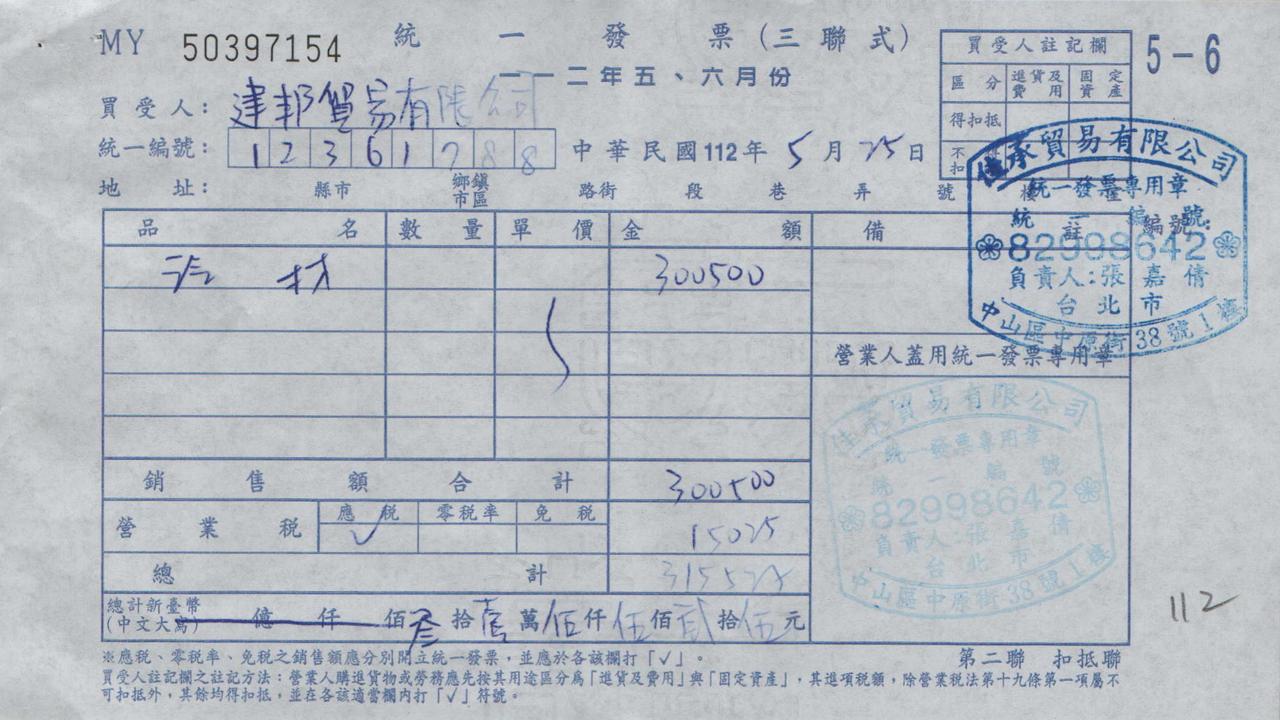 MY 50397154 統一發票(三聯式) 5-6
一一二年五、六月份
買受人: 建邦貿易有限公司
統一編號: 12361788 中華民國112年5月25日
地址: 縣市 鄉鎮市區 路街 段 巷 弄 號 樓
買受人註記欄
區分 進貨及費用 固定資產
得扣抵
不
扣
品名 數量 單價 金額 備註
300500
銷售額合計 300500
營業稅 應稅 ✓ 零稅率 免稅 15025
總計 315525
總計新臺幣(中文大寫) 億 仟 佰 叁 拾 壹 萬 伍 仟 伍 佰 貳 拾 伍 元
營業人蓋用統一發票專用章
佳承貿易有限公司
統一發票專用章
統一編號:
82998642
負責人:張嘉倩
台北市
中山區中原街38號1樓
佳承貿易有限公司
統一發票專用章
統一編號
82998642
負責人:張嘉倩
台北市
中山區中原街38號1樓
112
※應稅、零稅率、免稅之銷售額應分別開立統一發票,並應於各該欄打「✓」。
第二聯 扣抵聯
買受人註記欄之註記方法:營業人購進貨物或勞務應先按其用途區分為「進貨及費用」與「固定資產」,其進項稅額,除營業稅法第十九條第一項屬不
可扣抵外,其餘均得扣抵,並在各該適當欄內打「✓」符號。